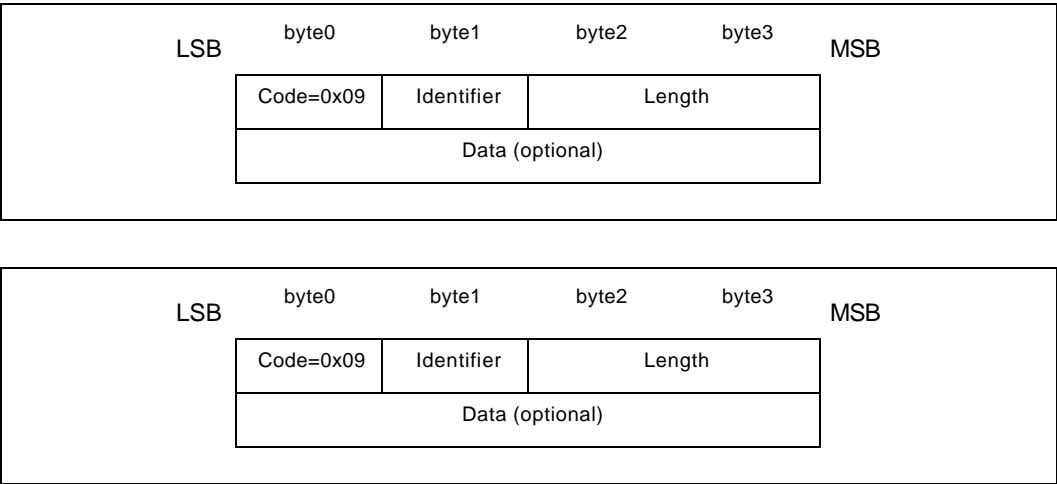 LSB byte0 byte1 byte2 byte3 MSB
Code=0x09 Identifier Length
Data (optional)
LSB byte0 byte1 byte2 byte3 MSB
Code=0x09 Identifier Length
Data (optional)